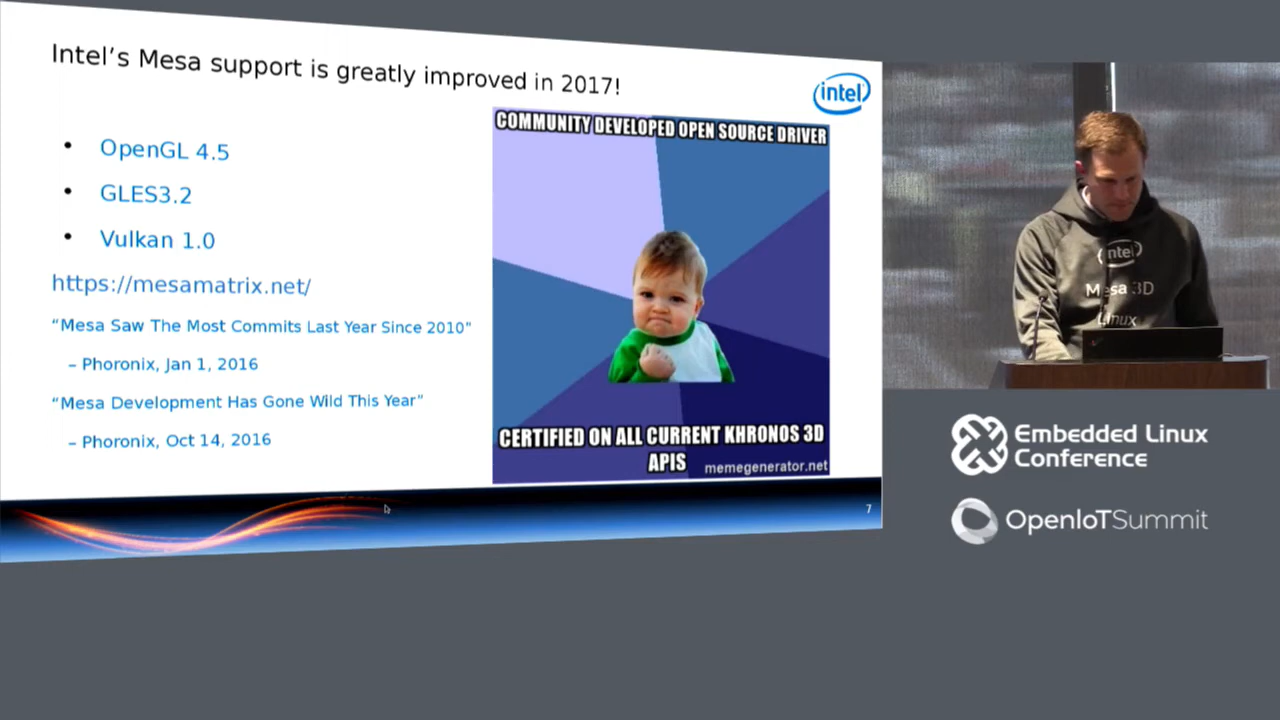 Intel’s Mesa support is greatly improved in 2017!
intel
• OpenGL 4.5
• GLES3.2
• Vulkan 1.0
https://mesamatrix.net/
“Mesa Saw The Most Commits Last Year Since 2010”
– Phoronix, Jan 1, 2016
“Mesa Development Has Gone Wild This Year”
– Phoronix, Oct 14, 2016
COMMUNITY DEVELOPED OPEN SOURCE DRIVER
CERTIFIED ON ALL CURRENT KHRONOS 3D
APIS
memegenerator.net
7
intel
Mesa 3D
Linux
Embedded Linux
Conference
OpenIoTSummit